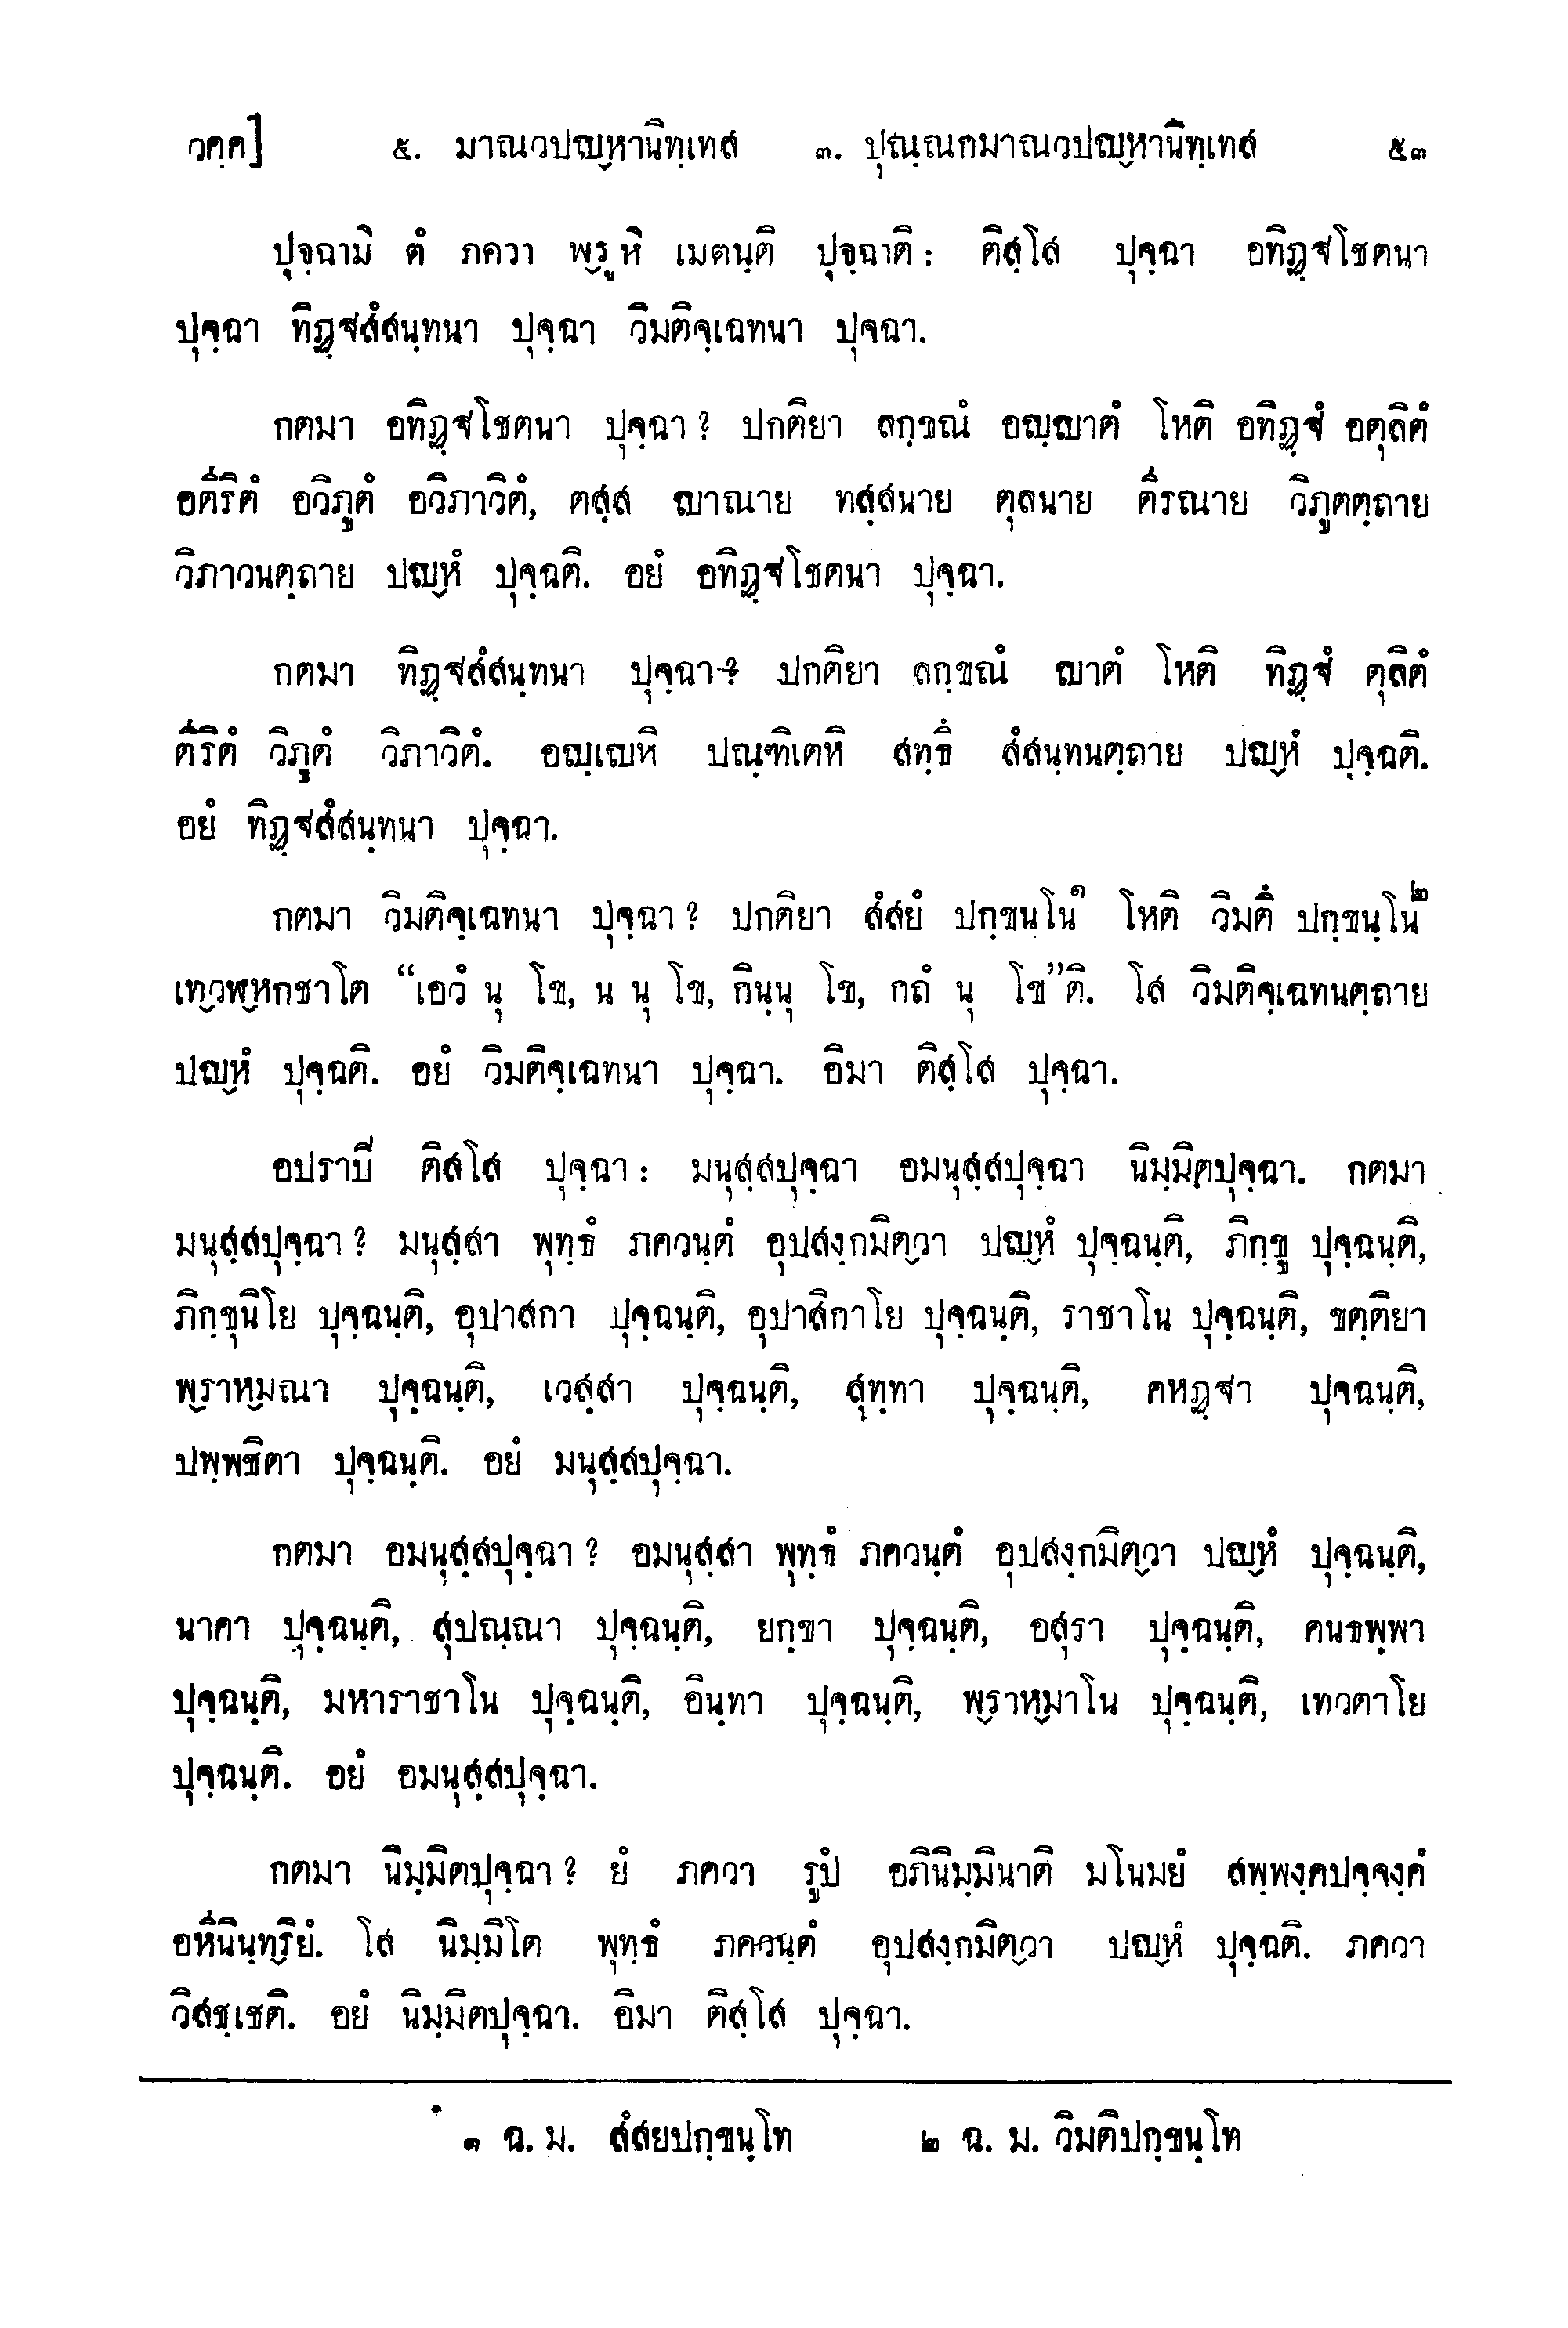 วคฺค]	๕. มาณวปญฺหานิทฺเทส	๓. ปุณฺณกมาณวปญฺหานิทฺเทส	๕๓
ปุจฺฉามิ ตํ ภควา พฺรูหิ เมตนฺติ ปุจฺฉาติ: ติสฺโส ปุจฺฉา อทิฏฺฐโชตนา
ปุจฺฉา ทิฏฺฐสํสนฺทนา ปุจฺฉา วิมติจฺเฉทนา ปุจฉา.
กตมา อทิฏฺฐโชตนา ปุจฺฉา? ปกติยา ลกฺขณํ อญฺญาตํ โหติ อทิฏฺฐํ อตุลิตํ
อตีริตํ อวิภูตํ อวิภาวิตํ, ตสฺส ญาณาย ทสฺสนาย ตุลนาย ตีรณาย วิภูตตฺถาย
วิภาวนตฺถาย ปญฺหํ ปุจฺฉติ. อยํ อทิฏฺฐโชตนา ปุจฺฉา.
กตมา ทิฏฺฐสํสนฺทนา ปุจฺฉา? ปกติยา ลกฺขณํ ญาตํ โหติ ทิฏฺฐํ ตุลิตํ
ตีริตํ วิภูตํ วิภาวิตํ. อญฺเญหิ ปณฺฑิเตหิ สทฺธึ สํสนฺทนตฺถาย ปญฺหํ ปุจฺฉติ.
อยํ ทิฏฺฐสํสนฺทนา ปุจฺฉา.
กตมา วิมติจฺเฉทนา ปุจฺฉา? ปกติยา สํสยํ ปกฺขนฺโน๑ โหติ วิมตึ ปกฺขนฺโน๒
เทฺวฬฺหกชาโต “เอวํ นุ โข, น นุ โข, กินฺนุ โข, กถํ นุ โข”ติ. โส วิมติจฺเฉทนตฺถาย
ปญฺหํ ปุจฺฉติ. อยํ วิมติจฺเฉทนา ปุจฺฉา. อิมา ติสฺโส ปุจฺฉา.
อปราปิ ติสโส ปุจฺฉา: มนุสฺสปุจฺฉา อมนุสฺสปุจฺฉา นิมฺมิตปุจฺฉา. กตมา
มนุสฺสปุจฺฉา? มนุสฺสา พุทฺธํ ภควนฺตํ อุปสงฺกมิตฺวา ปญฺหํ ปุจฺฉนฺติ, ภิกฺขู ปุจฺฉนฺติ,
ภิกฺขุนิโย ปุจฺฉนฺติ, อุปาสกา ปุจฺฉนฺติ, อุปาสิกาโย ปุจฺฉนฺติ, ราชาโน ปุจฺฉนฺติ, ขตฺติยา
พฺราหฺมณา ปุจฺฉนฺติ, เวสฺสา ปุจฺฉนฺติ, สุทฺทา ปุจฺฉนฺติ, คหฏฺฐา ปุจฉนฺติ,
ปพฺพชิตา ปุจฺฉนฺติ. อยํ มนุสฺสปุจฺฉา.
กตมา อมนุสฺสปุจฺฉา? อมนุสฺสา พุทฺธํ ภควนฺตํ อุปสงฺกมิตฺวา ปญฺหํ ปุจฺฉนฺติ,
นาคา ปุจฺฉนฺติ, สุปณฺณา ปุจฺฉนฺติ, ยกฺขา ปุจฺฉนฺติ, อสุรา ปุจฺฉนฺติ, คนธพฺพา
ปุจฺฉนฺติ, มหาราชาโน ปุจฺฉนฺติ, อินฺทา ปุจฺฉนฺติ, พฺราหฺมาโน ปุจฺฉนฺติ, เทวตาโย
ปุจฺฉนฺติ. อยํ อมนุสฺสปุจฺฉา.
กตมา นิมฺมิตปุจฺฉา? ยํ ภควา รูปํ อภินิมฺมินาติ มโนมยํ สพฺพงฺคปจฺจงฺคํ
อหีนินฺทฺริยํ. โส นิมฺมิโต พุทฺธํ ภควนฺตํ อุปสงฺกมิตฺวา ปญฺหํ ปุจฺฉติ. ภควา
วิสชฺเชติ. อยํ นิมฺมิตปุจฺฉา. อิมา ติสฺโส ปุจฺฉา.
๑ ฉ. ม. สํสยปกฺขนฺโท	๒ ฉ. ม. วิมติปกฺขนฺโท